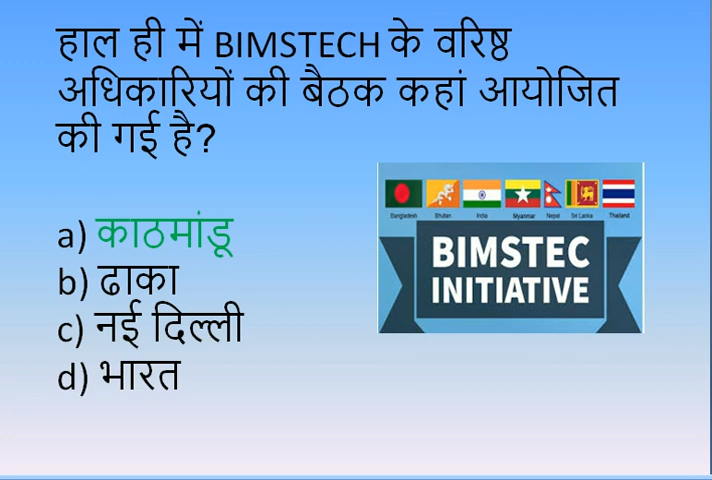 हाल ही में BIMSTECH के वरिष्ठ
अधिकारियों की बैठक कहां आयोजित
की गई है?
a) काठमांडू
b) ढाका
c) नई दिल्ली
d) भारत
Bangladesh Bhutan India Myanmar Nepal Sri Lanka Thailand
BIMSTEC
INITIATIVE